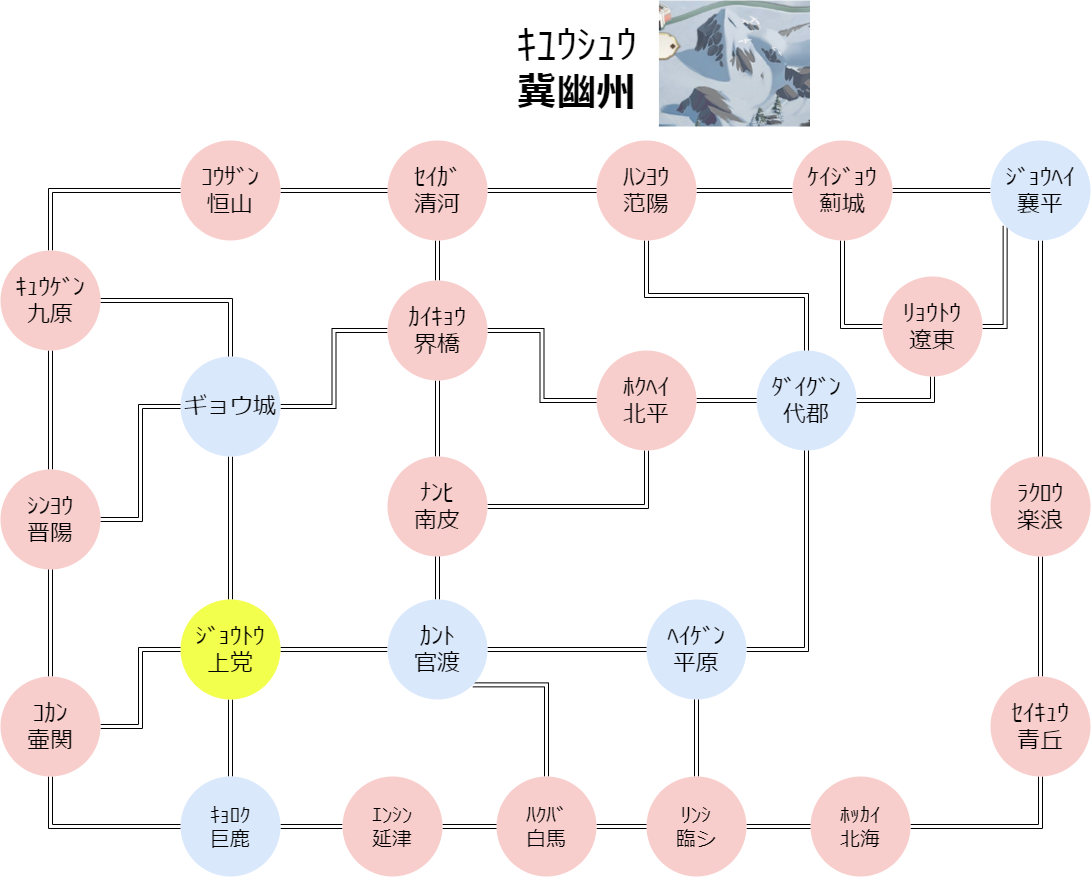 ｷﾕｳｼｭｳ
冀幽州
ｺｳｻﾞﾝ
恒山
ｾｲｶﾞ
清河
ﾊﾝﾖｳ
范陽
ｹｲｼﾞｮｳ
薊城
ｼﾞｮｳﾍｲ
襄平
ｷｭｳｹﾞﾝ
九原
ｶｲｷｮｳ
界橋
ﾘｮｳﾄｳ
遼東
ギョウ城
ﾎｸﾍｲ
北平
ﾀﾞｲｸﾞﾝ
代郡
ｼﾝﾖｳ
晋陽
ﾅﾝﾋ
南皮
ﾗｸﾛｳ
楽浪
ｼﾞｮｳﾄｳ
上党
ｶﾝﾄ
官渡
ﾍｲｹﾞﾝ
平原
ｺｶﾝ
壷関
ｾｲｷｭｳ
青丘
ｷｮﾛｸ
巨鹿
ｴﾝｼﾝ
延津
ﾊｸﾊﾞ
白馬
ﾘﾝｼ
臨シ
ﾎｯｶｲ
北海